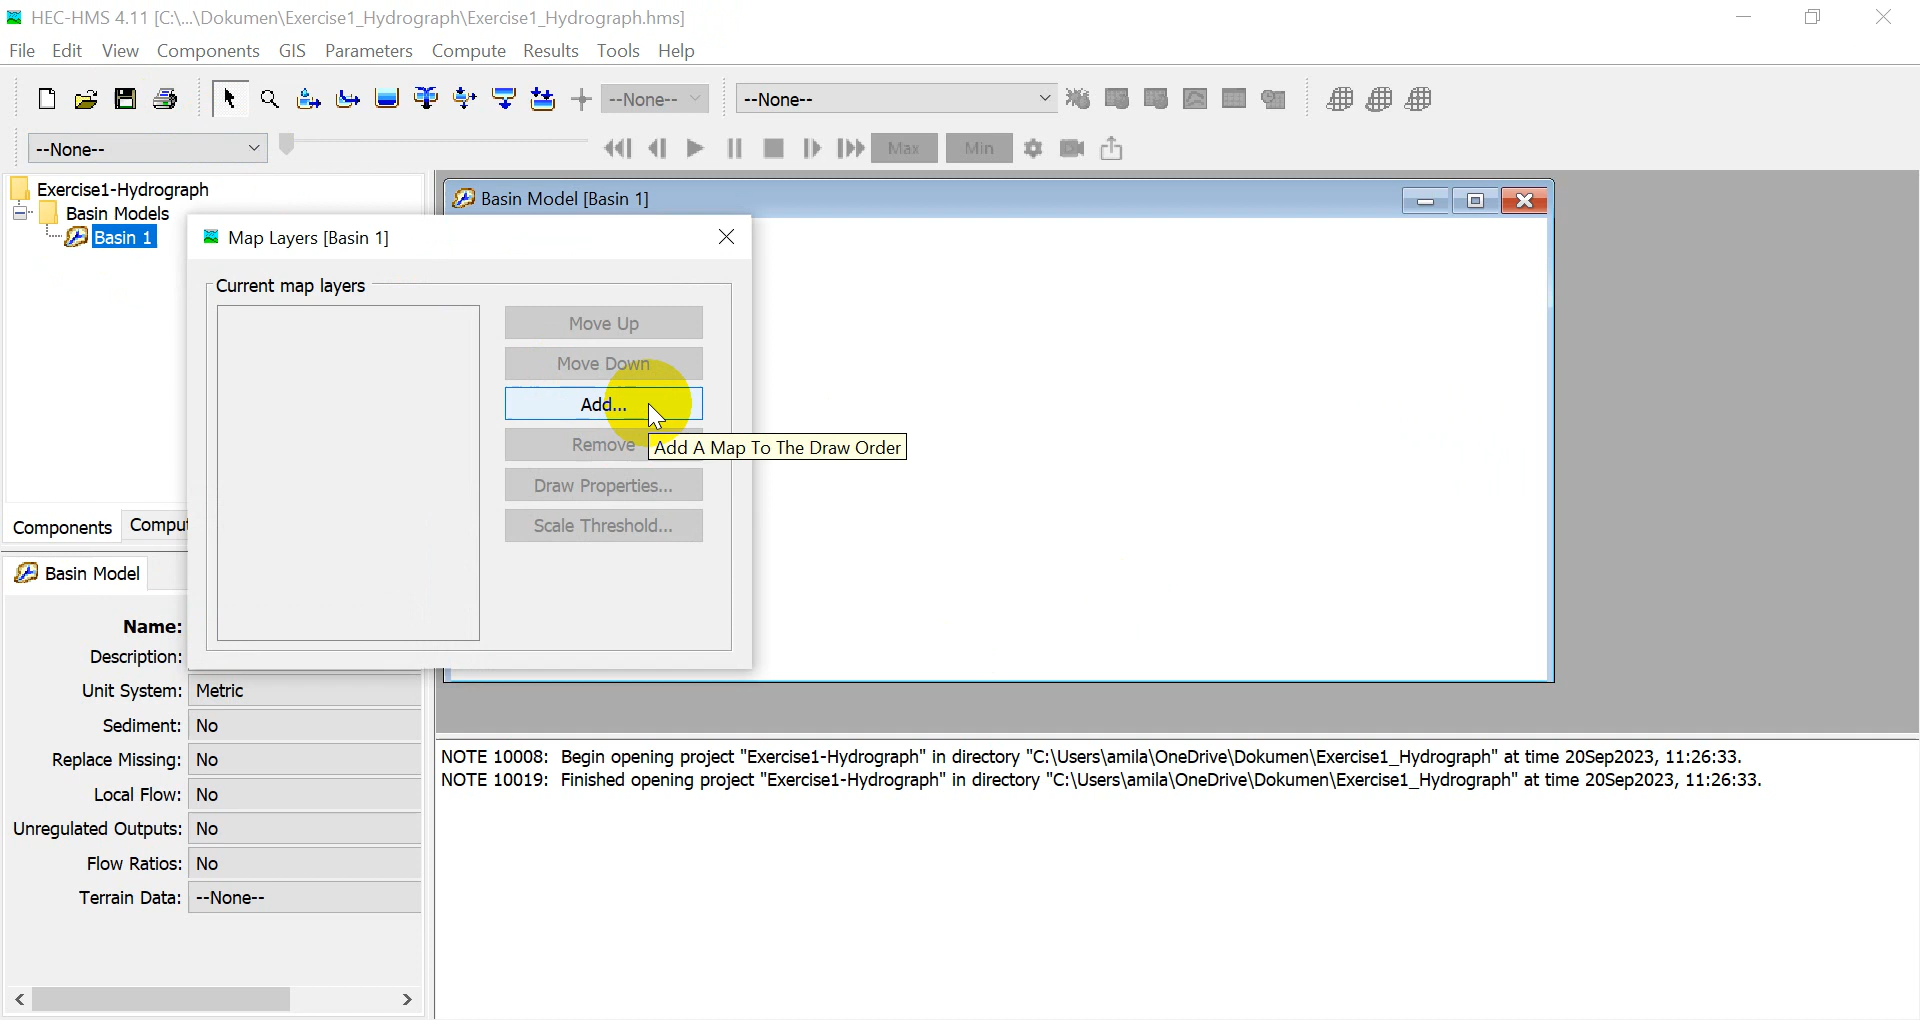 HEC-HMS 4.11 [C:\...\Dokumen\Exercise1_Hydrograph\Exercise1_Hydrograph.hms]
File Edit View Components GIS Parameters Compute Results Tools Help
--None-- --None--
--None-- Max Min
Exercise1-Hydrograph
Basin Models
Basin 1
Basin Model [Basin 1]
Map Layers [Basin 1]
Current map layers
Move Up
Move Down
Add...
Remove
Add A Map To The Draw Order
Draw Properties...
Scale Threshold...
Components Comput
Basin Model
Name:
Description:
Unit System: Metric
Sediment: No
Replace Missing: No
Local Flow: No
Unregulated Outputs: No
Flow Ratios: No
Terrain Data: --None--
NOTE 10008: Begin opening project "Exercise1-Hydrograph" in directory "C:\Users\amila\OneDrive\Dokumen\Exercise1_Hydrograph" at time 20Sep2023, 11:26:33.
NOTE 10019: Finished opening project "Exercise1-Hydrograph" in directory "C:\Users\amila\OneDrive\Dokumen\Exercise1_Hydrograph" at time 20Sep2023, 11:26:33.